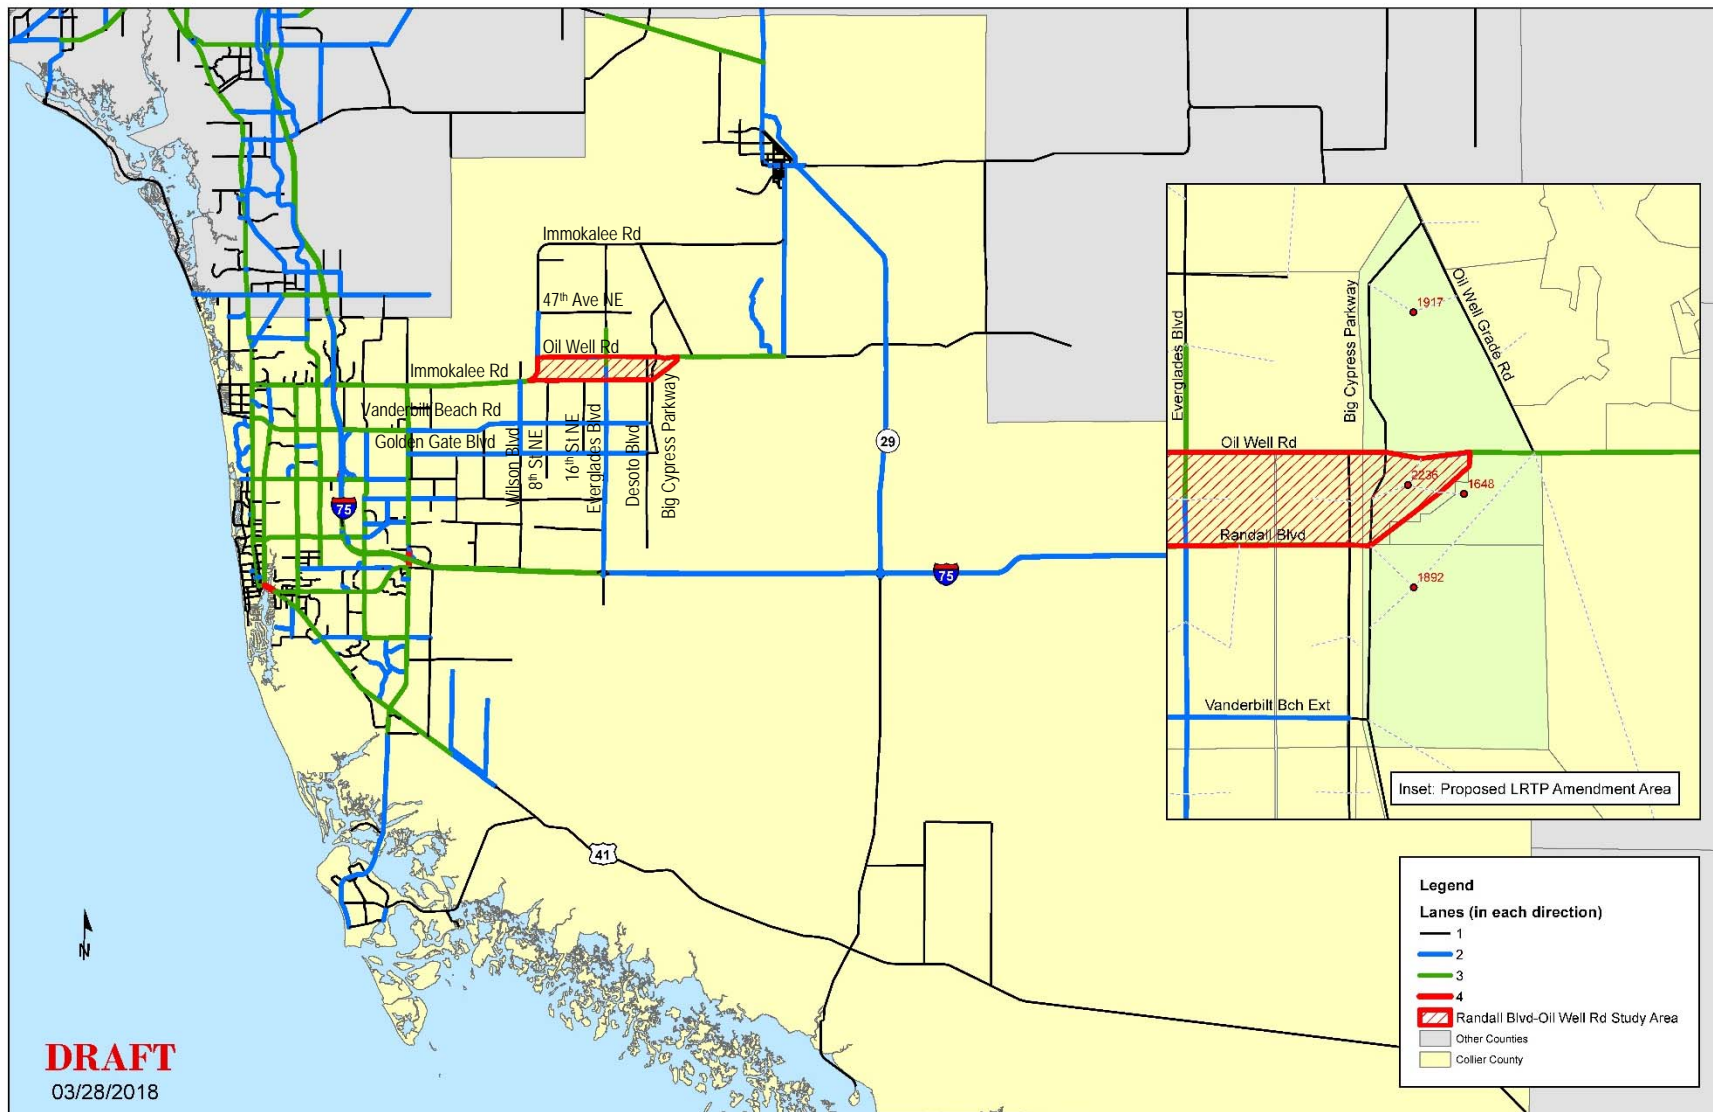 Immokalee Rd
47th Ave NE
Oil Well Rd
Immokalee Rd
Vanderbilt Beach Rd
Golden Gate Blvd
Wilson Blvd
8th St NE
16th St NE
Everglades Blvd
Desoto Blvd
Big Cypress Parkway
29
75
75
41
Everglades Blvd
Big Cypress Parkway
Oil Well Grade Rd
1917
Oil Well Rd
2236
1648
Randall Blvd
1892
Vanderbilt Bch Ext
Inset: Proposed LRTP Amendment Area
Legend
Lanes (in each direction)
1
2
3
4
Randall Blvd-Oil Well Rd Study Area
Other Counties
Collier County
N
DRAFT
03/28/2018